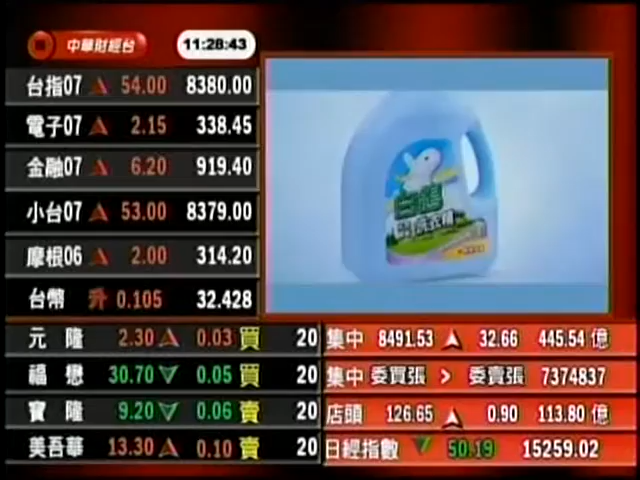 中華財經台 11:28:43
台指07 54.00 8380.00
電子07 2.15 338.45
金融07 6.20 919.40
小台07 53.00 8379.00
摩根06 2.00 314.20
台幣 升 0.105 32.428
白鴿
元隆 2.30 0.03 買 20
福懋 30.70 0.05 買 20
寶隆 9.20 0.06 賣 20
美吾華 13.30 0.10 賣 20
集中 8491.53 32.66 445.54 億
集中 委買張 > 委賣張 7374837
店頭 126.65 0.90 113.80 億
日經指數 50.19 15259.02